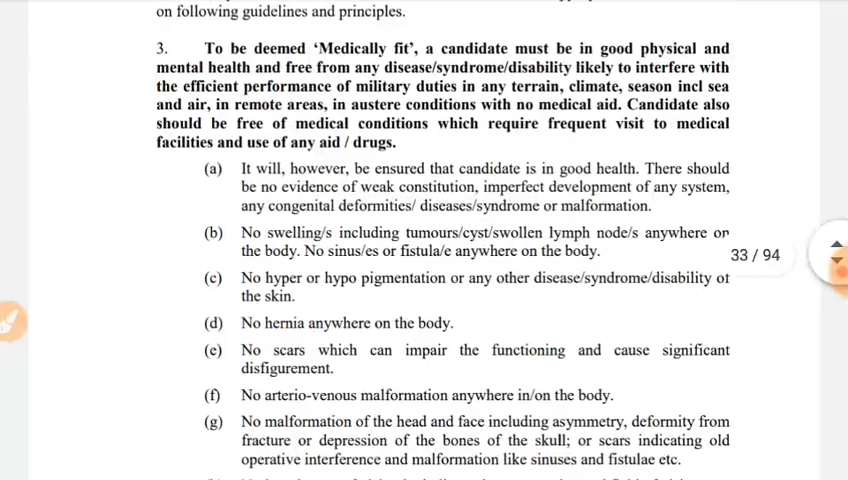 on following guidelines and principles.
3. To be deemed ‘Medically fit’, a candidate must be in good physical and
mental health and free from any disease/syndrome/disability likely to interfere with
the efficient performance of military duties in any terrain, climate, season incl sea
and air, in remote areas, in austere conditions with no medical aid. Candidate also
should be free of medical conditions which require frequent visit to medical
facilities and use of any aid / drugs.
(a) It will, however, be ensured that candidate is in good health. There should
be no evidence of weak constitution, imperfect development of any system,
any congenital deformities/ diseases/syndrome or malformation.
(b) No swelling/s including tumours/cyst/swollen lymph node/s anywhere on
the body. No sinus/es or fistula/e anywhere on the body.
33 / 94
(c) No hyper or hypo pigmentation or any other disease/syndrome/disability of
the skin.
(d) No hernia anywhere on the body.
(e) No scars which can impair the functioning and cause significant
disfigurement.
(f) No arterio-venous malformation anywhere in/on the body.
(g) No malformation of the head and face including asymmetry, deformity from
fracture or depression of the bones of the skull; or scars indicating old
operative interference and malformation like sinuses and fistulae etc.